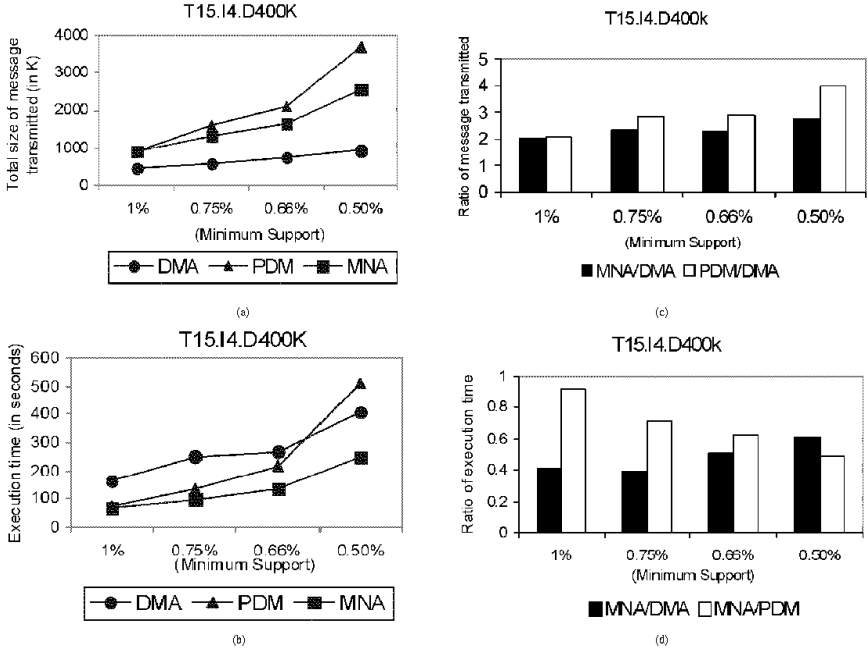 T15.I4.D400K
Total size of message
transmitted (in K)
4000
3000
2000
1000
0
1% 0.75% 0.66% 0.50%
(Minimum Support)
DMA PDM MNA
(a)
T15.I4.D400k
Ratio of message transmitted
5
4
3
2
1
0
1% 0.75% 0.66% 0.50%
(Minimum Support)
MNA/DMA PDM/DMA
(c)
T15.I4.D400K
Execution time (in seconds)
600
500
400
300
200
100
0
1% 0.75% 0.66% 0.50%
(Minimum Support)
DMA PDM MNA
(b)
T15.I4.D400k
Ratio of execution time
1
0.8
0.6
0.4
0.2
0
1% 0.75% 0.66% 0.50%
(Minimum Support)
MNA/DMA MNA/PDM
(d)